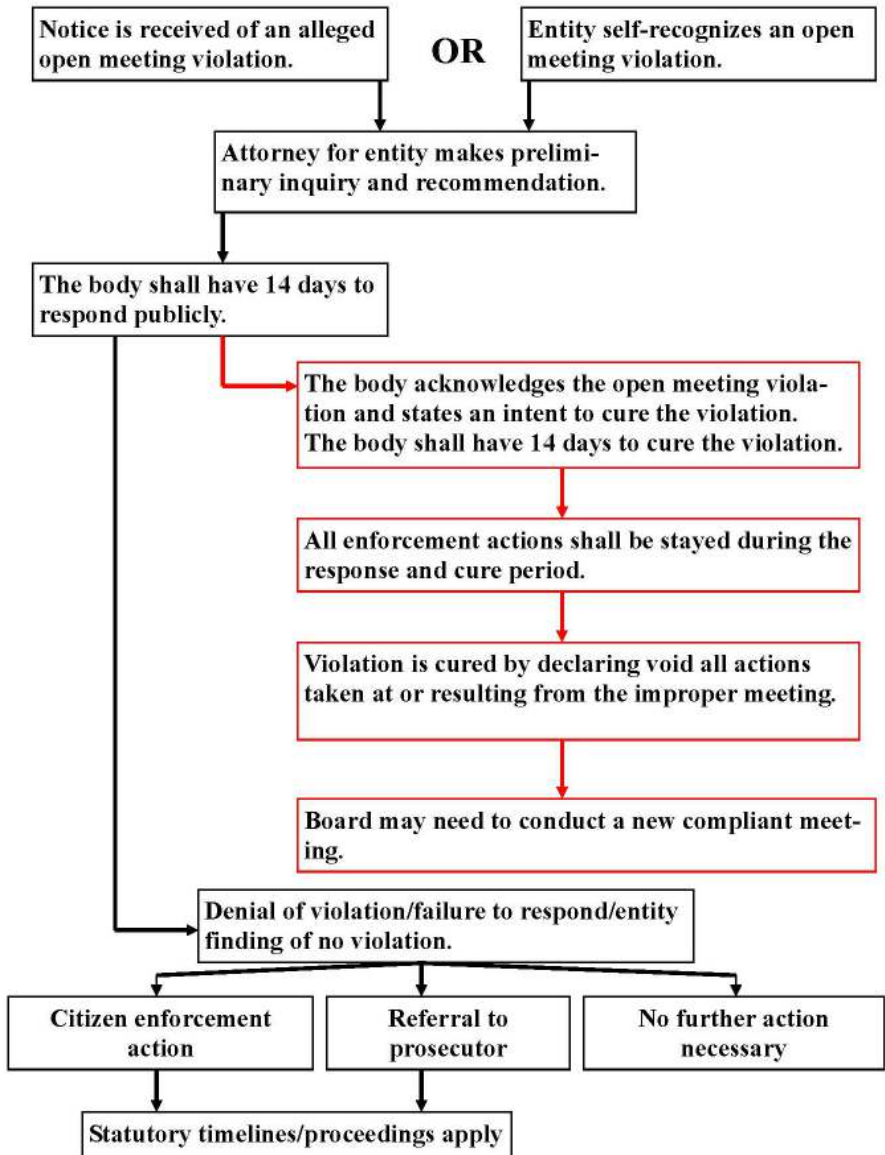 Notice is received of an alleged
open meeting violation.
OR
Entity self-recognizes an open
meeting violation.
Attorney for entity makes prelimi-
nary inquiry and recommendation.
The body shall have 14 days to
respond publicly.
The body acknowledges the open meeting viola-
tion and states an intent to cure the violation.
The body shall have 14 days to cure the violation.
All enforcement actions shall be stayed during the
response and cure period.
Violation is cured by declaring void all actions
taken at or resulting from the improper meeting.
Board may need to conduct a new compliant meet-
ing.
Denial of violation/failure to respond/entity
finding of no violation.
Citizen enforcement
action
Referral to
prosecutor
No further action
necessary
Statutory timelines/proceedings apply